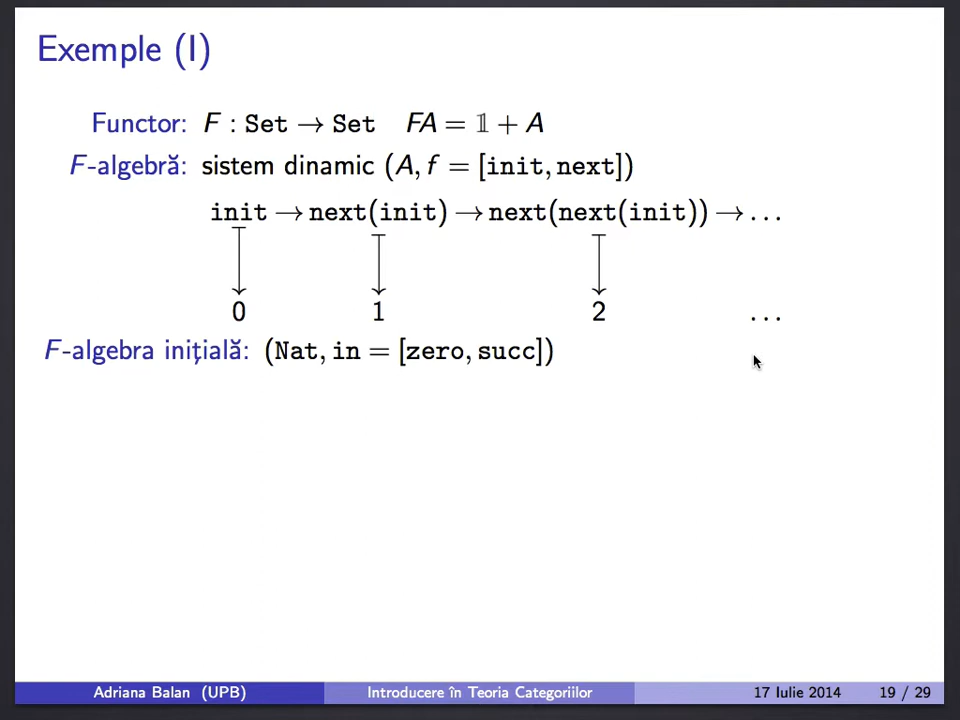 Exemple (I)
Functor: F : Set → Set FA = 𝟙 + A
F-algebră: sistem dinamic (A, f = [init, next])
init → next(init) → next(next(init)) → ...
0 1 2 ...
F-algebra inițială: (Nat, in = [zero, succ])
Adriana Balan (UPB) Introducere în Teoria Categoriilor 17 Iulie 2014 19 / 29